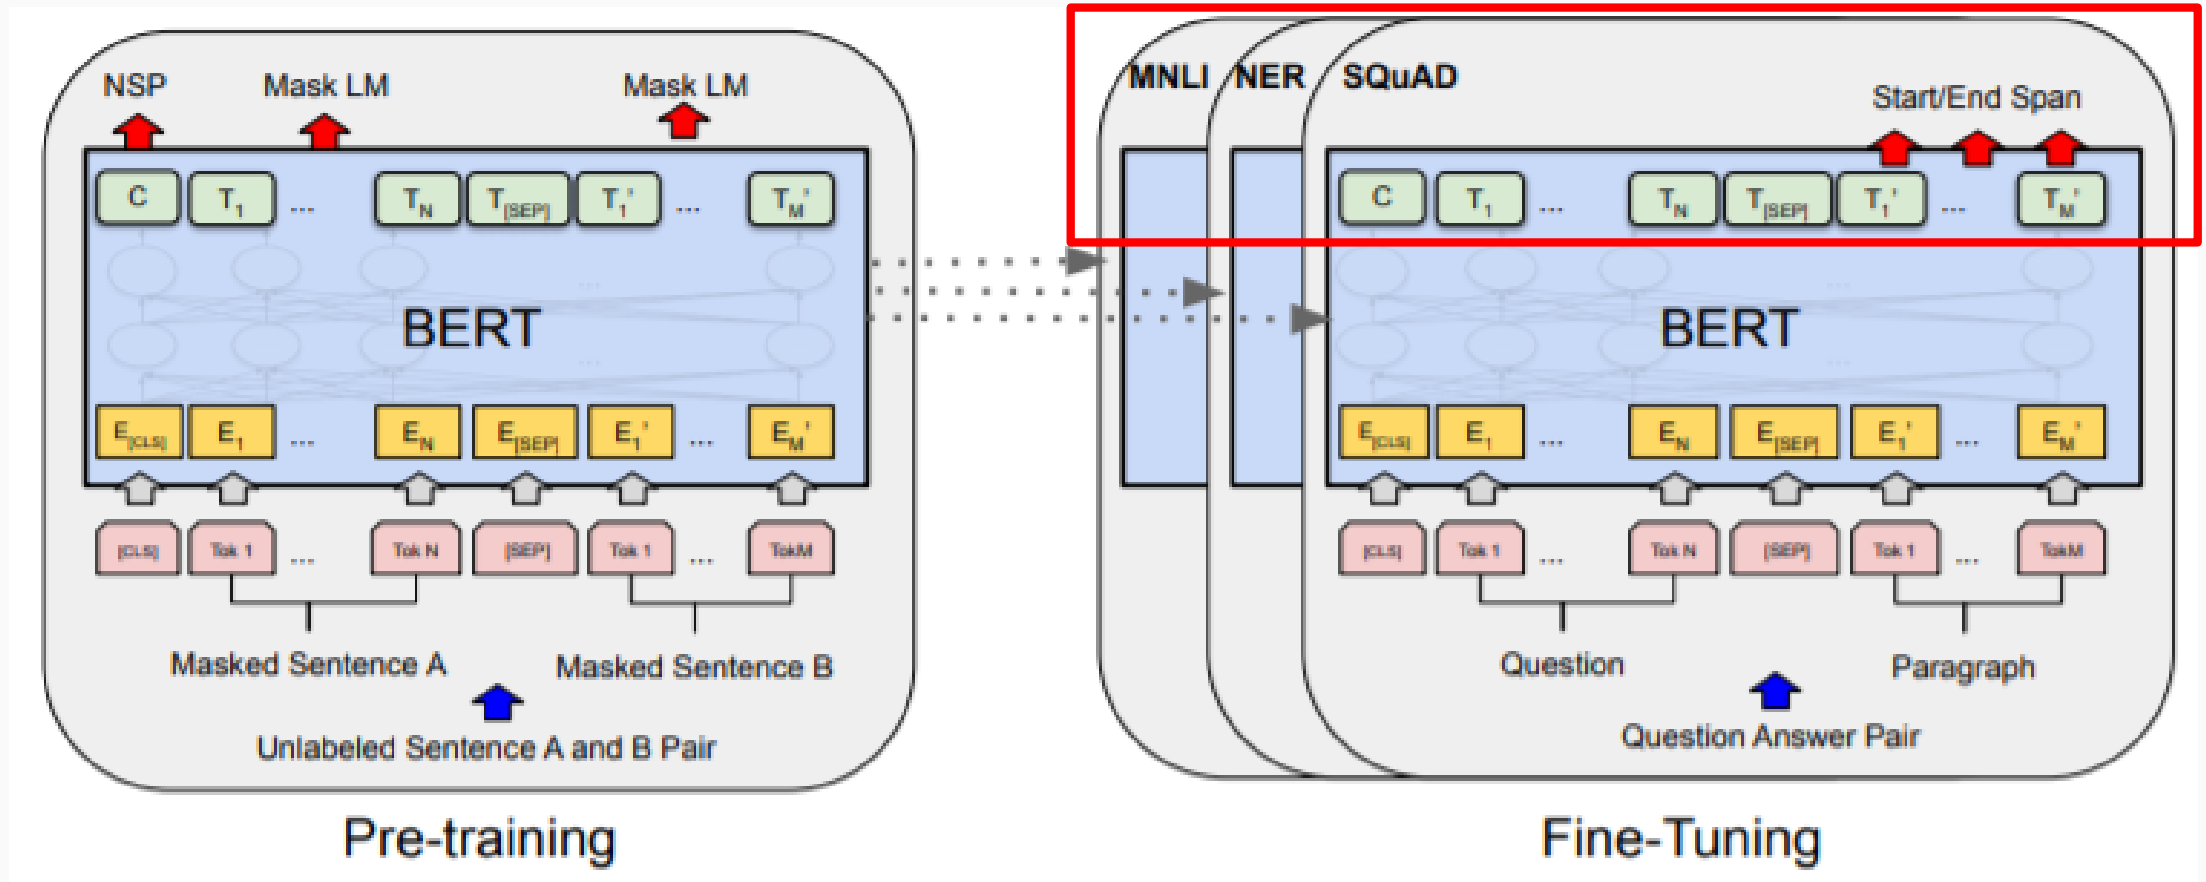 NSP Mask LM Mask LM
C T1 ... TN T[SEP] T1' ... TM'
...
BERT
...
E[CLS] E1 ... EN E[SEP] E1' ... EM'
[CLS] Tok 1 ... Tok N [SEP] Tok 1 ... TokM
Masked Sentence A Masked Sentence B
Unlabeled Sentence A and B Pair
Pre-training
MNLI NER SQuAD
Start/End Span
C T1 ... TN T[SEP] T1' ... TM'
...
BERT
...
E[CLS] E1 ... EN E[SEP] E1' ... EM'
[CLS] Tok 1 ... Tok N [SEP] Tok 1 ... TokM
Question Paragraph
Question Answer Pair
Fine-Tuning